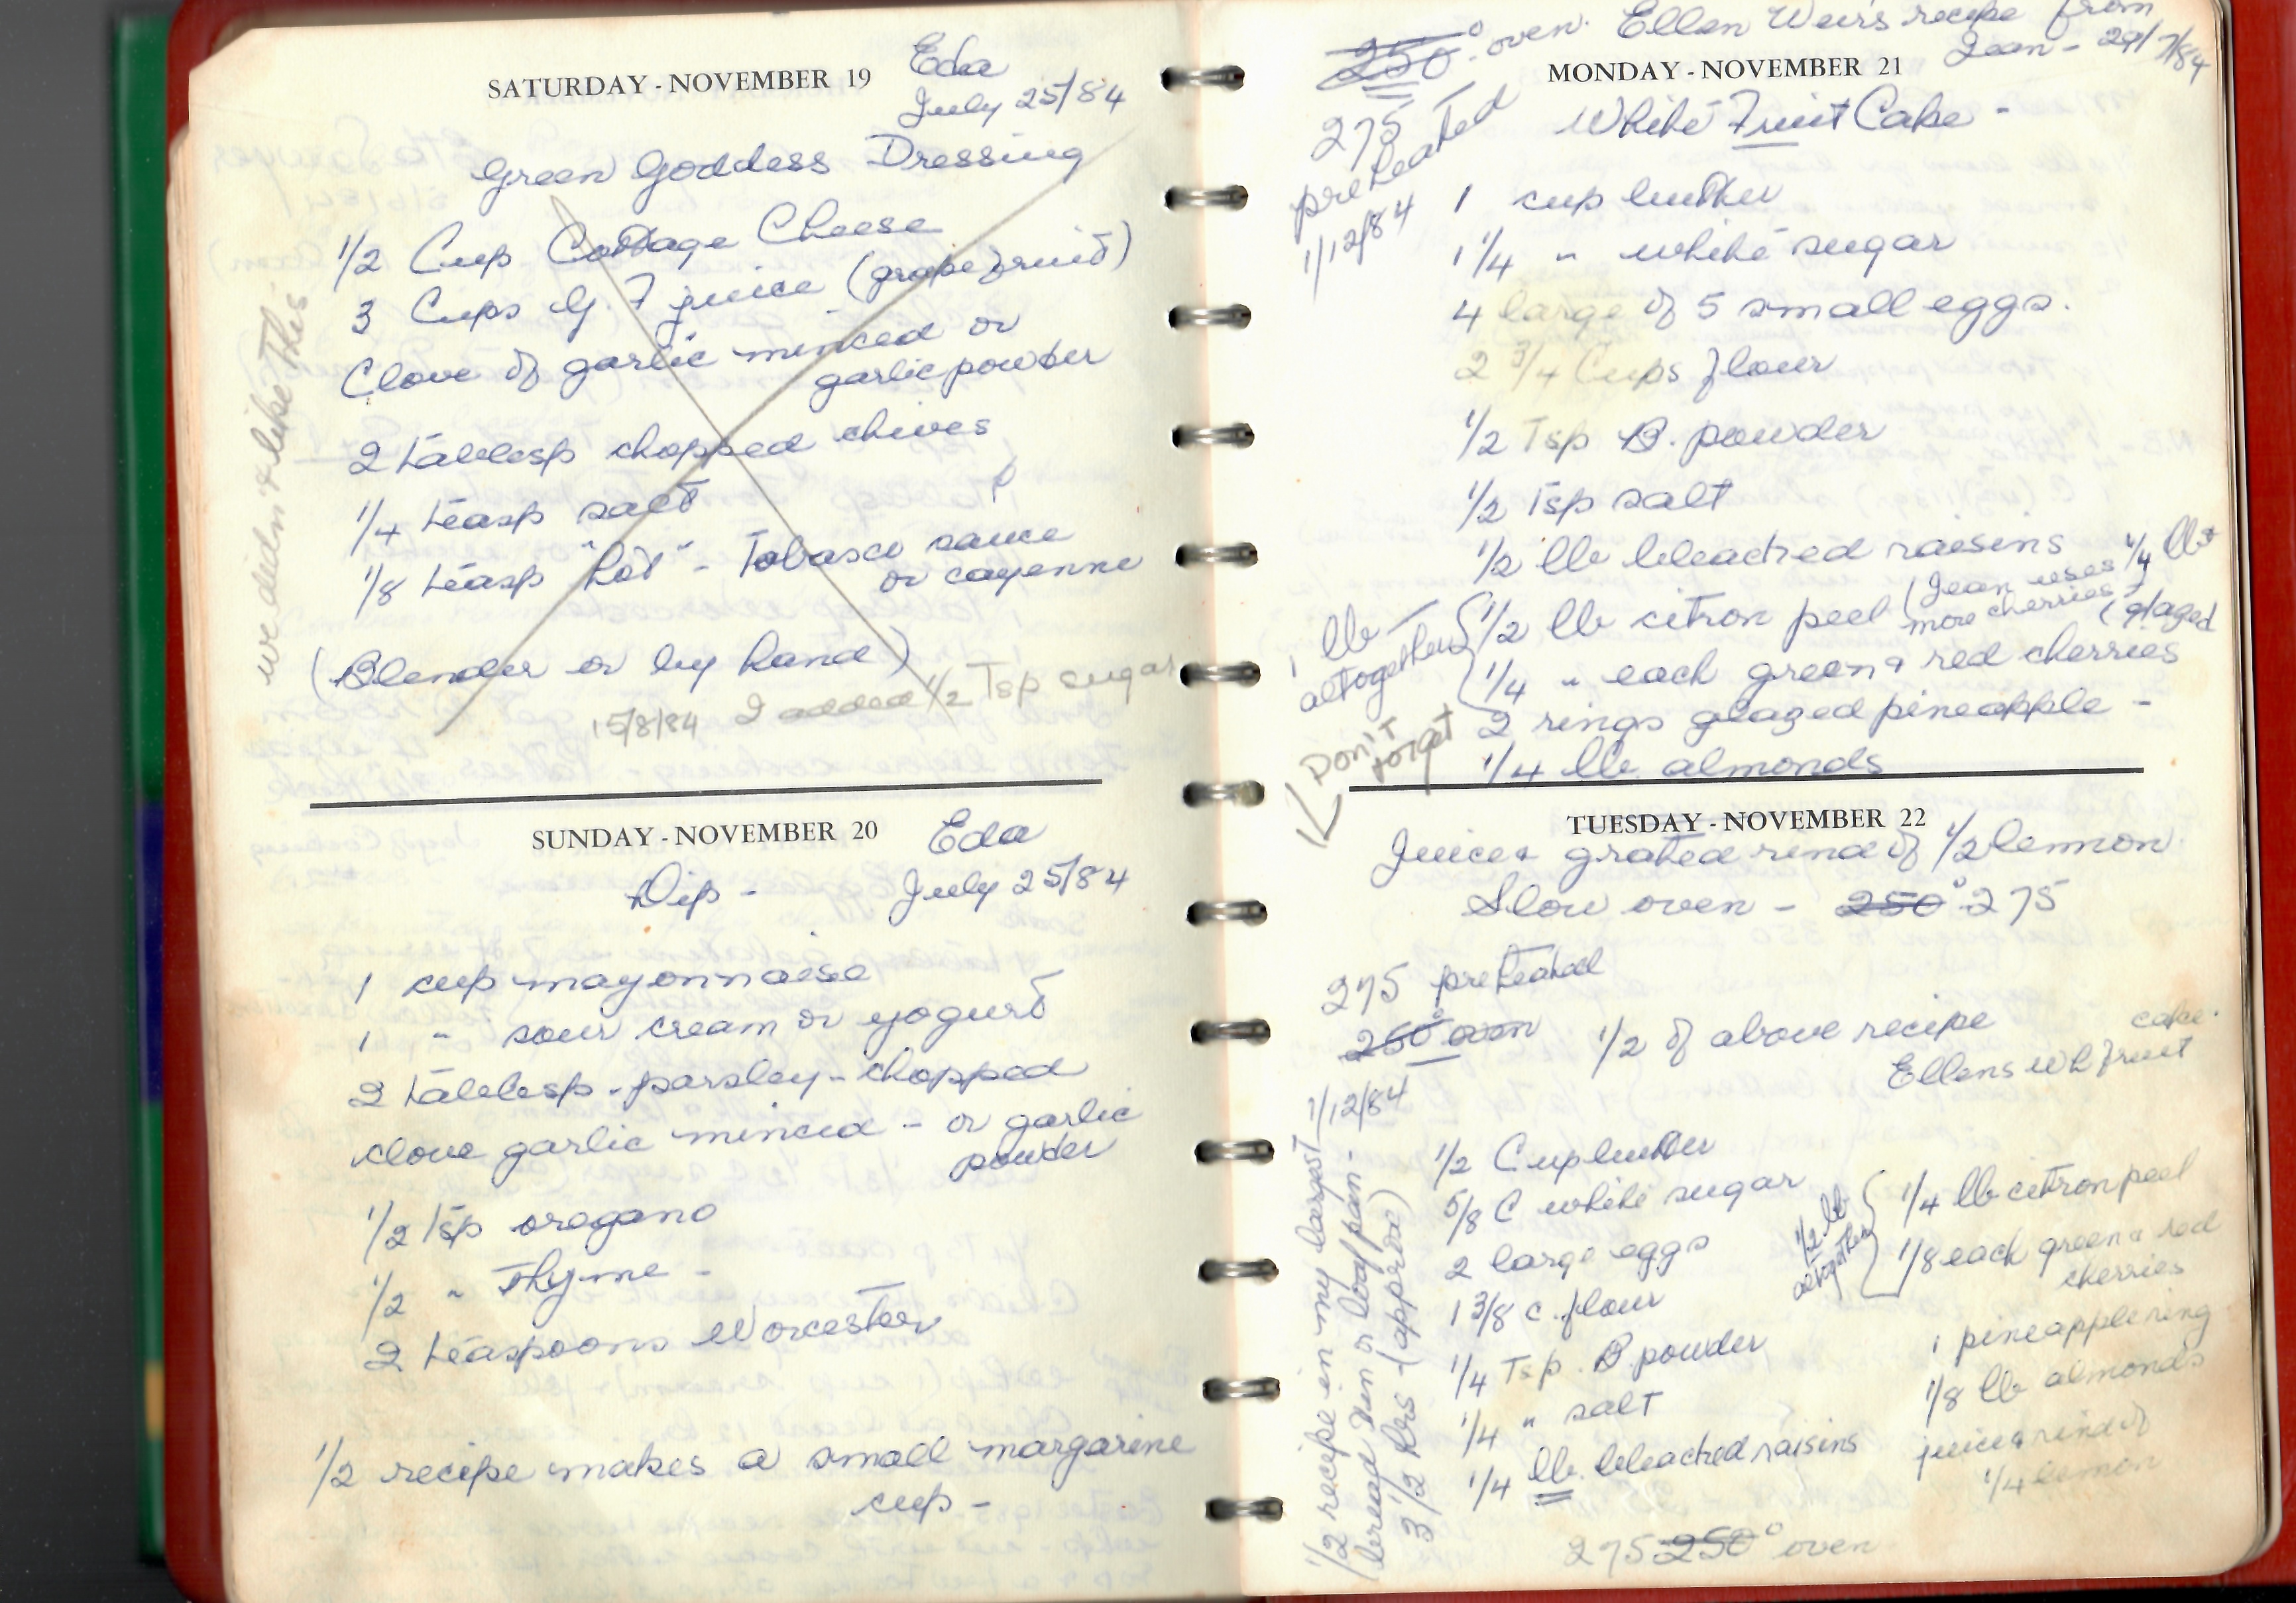 SATURDAY - NOVEMBER 19
Eda
July 25/84
Green Goddess Dressing
1/2 Cup Cottage Cheese
3 Cups G. F juice (grapefruit)
Clove of garlic minced or
garlic powder
2 tablesp chopped chives
1/4 teasp salt
1/8 teasp "hot" - Tobasco sauce
or cayenne
(Blender or by hand)
15/8/84 I added 1/2 Tsp sugar
we didn't like this
SUNDAY - NOVEMBER 20
Eda
Dip - July 25/84
1 cup mayonnaise
1 " sour cream or yogurt
2 tablesp - parsley - chopped
clove garlic minced - or garlic
powder
1/2 Tsp oregano
1/2 " Thyme -
2 teaspoons Worcester
1/2 recipe makes a small margarine
cup -
250° oven. Ellen Weir's recipe from
Jean - 29/7/84
MONDAY - NOVEMBER 21
275
preheated
1/12/84
White Fruit Cake -
1 cup butter
1 1/4 " white sugar
4 large or 5 small eggs.
2 3/4 Cups flour
1/2 Tsp B. powder
1/2 Tsp salt
1/2 lb bleached raisins
1 lb
altogether
1/2 lb citron peel (Jean uses 1/4 lb &
more cherries)
(glazed
1/4 " each green & red cherries
2 rings glazed pineapple -
1/4 lb almonds
Don't
forget
TUESDAY - NOVEMBER 22
Juice & grated rind of 1/2 lemon.
Slow oven - 250° 275
275 preheated
250° oven
1/2 of above recipe
Ellens wh fruit
cake.
1/12/84
1/2 recipe in my largest
bread tin or loaf pan -
3 1/2 hrs - (approx)
1/2 Cup butter
5/8 C white sugar
2 large eggs
1 3/8 c. flour
1/4 Tsp. B powder
1/4 " salt
1/4 lb. bleached raisins
1/2 lb
altogether
1/4 lb citron peel
1/8 each green & red
cherries
1 pineapple ring
1/8 lb almonds
juice & rind of
1/4 lemon
275 250° oven